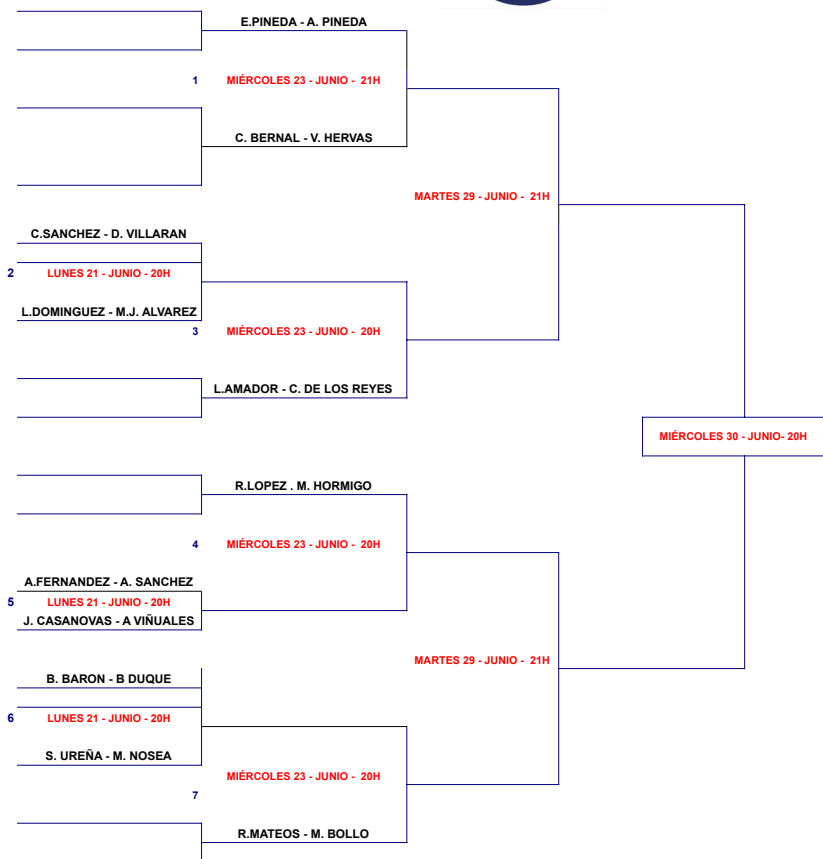 E.PINEDA - A. PINEDA
1 MIÉRCOLES 23 - JUNIO - 21H
C. BERNAL - V. HERVAS
MARTES 29 - JUNIO - 21H
C.SANCHEZ - D. VILLARAN
2 LUNES 21 - JUNIO - 20H
L.DOMINGUEZ - M.J. ALVAREZ
3 MIÉRCOLES 23 - JUNIO - 20H
L.AMADOR - C. DE LOS REYES
MIÉRCOLES 30 - JUNIO- 20H
R.LOPEZ . M. HORMIGO
4 MIÉRCOLES 23 - JUNIO - 20H
A.FERNANDEZ - A. SANCHEZ
5 LUNES 21 - JUNIO - 20H
J. CASANOVAS - A VIÑUALES
MARTES 29 - JUNIO - 21H
B. BARON - B DUQUE
6 LUNES 21 - JUNIO - 20H
S. UREÑA - M. NOSEA
MIÉRCOLES 23 - JUNIO - 20H
7
R.MATEOS - M. BOLLO